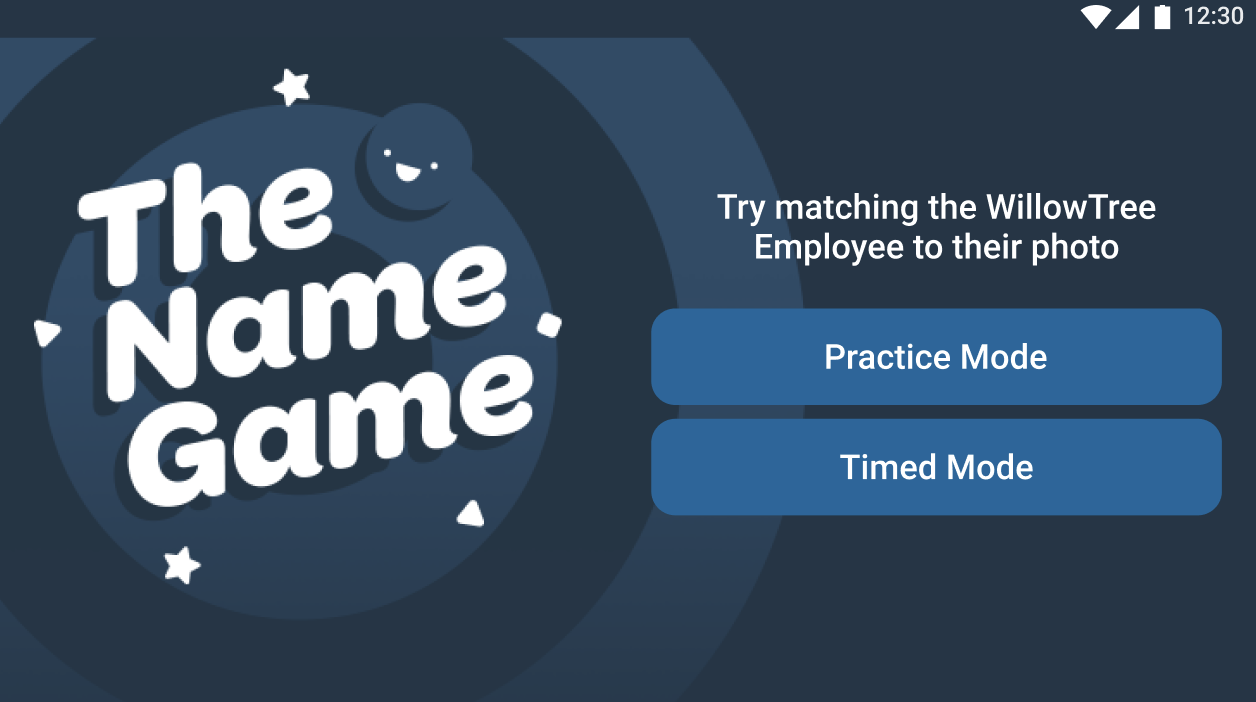 12:30
The
Name
Game
Try matching the WillowTree
Employee to their photo
Practice Mode
Timed Mode